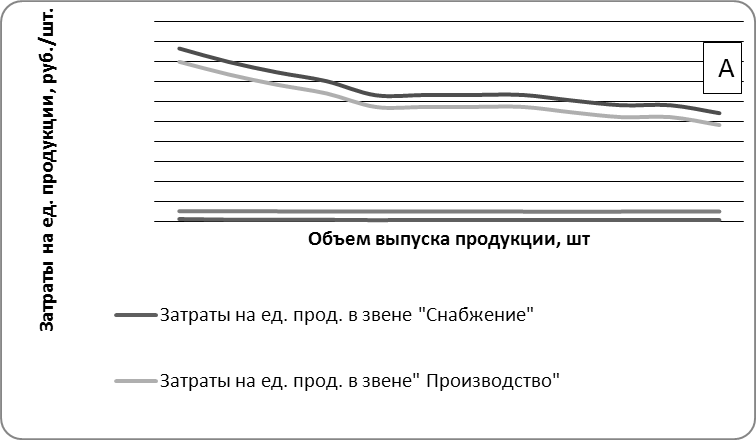 Затраты на ед. продукции, руб./шт.
А
Объем выпуска продукции, шт
Затраты на ед. прод. в звене "Снабжение"
Затраты на ед. прод. в звене" Производство"